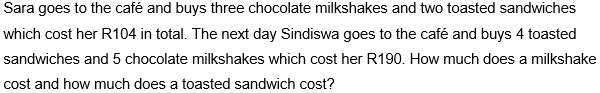 Sara goes to the café and buys three chocolate milkshakes and two toasted sandwiches
which cost her R104 in total. The next day Sindiswa goes to the café and buys 4 toasted
sandwiches and 5 chocolate milkshakes which cost her R190. How much does a milkshake
cost and how much does a toasted sandwich cost?